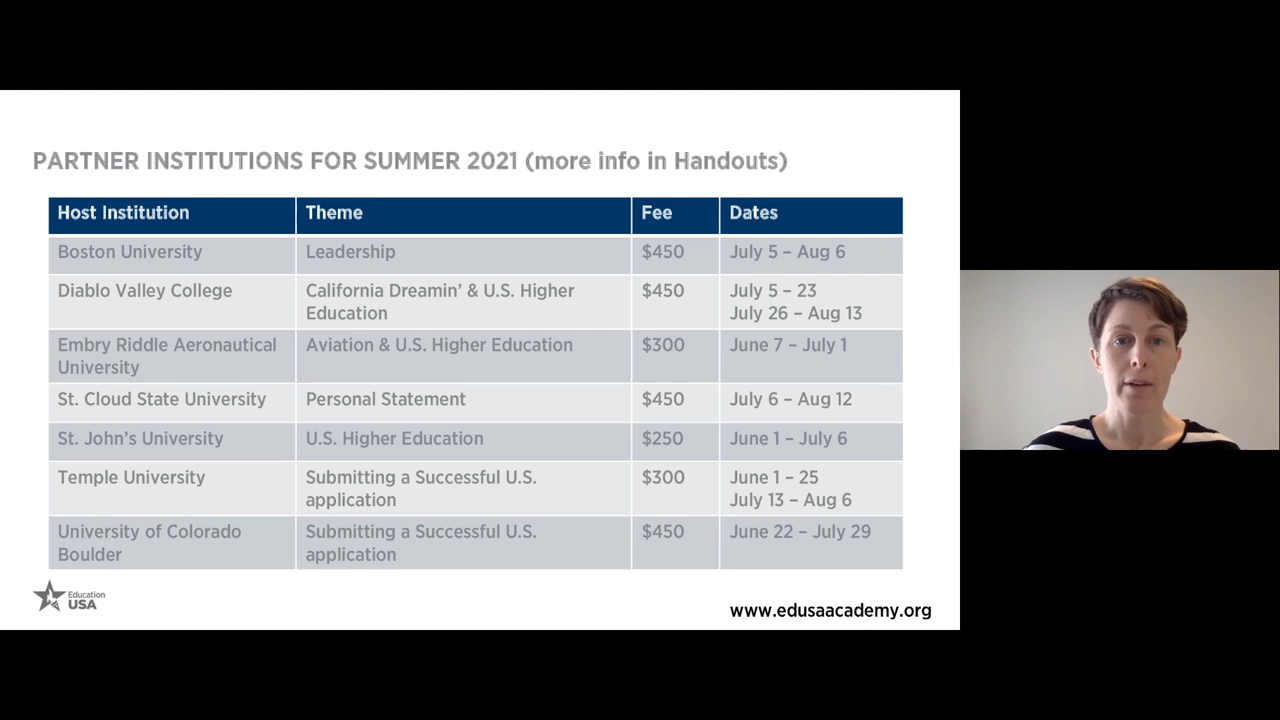 PARTNER INSTITUTIONS FOR SUMMER 2021 (more info in Handouts)
Host Institution Theme Fee Dates
Boston University Leadership $450 July 5 – Aug 6
Diablo Valley College California Dreamin' & U.S. Higher $450 July 5 – 23
Education July 26 – Aug 13
Embry Riddle Aeronautical Aviation & U.S. Higher Education $300 June 7 – July 1
University
St. Cloud State University Personal Statement $450 July 6 – Aug 12
St. John's University U.S. Higher Education $250 June 1 – July 6
Temple University Submitting a Successful U.S. $300 June 1 – 25
application July 13 – Aug 6
University of Colorado Submitting a Successful U.S. $450 June 22 – July 29
Boulder application
Education
USA
www.edusaacademy.org